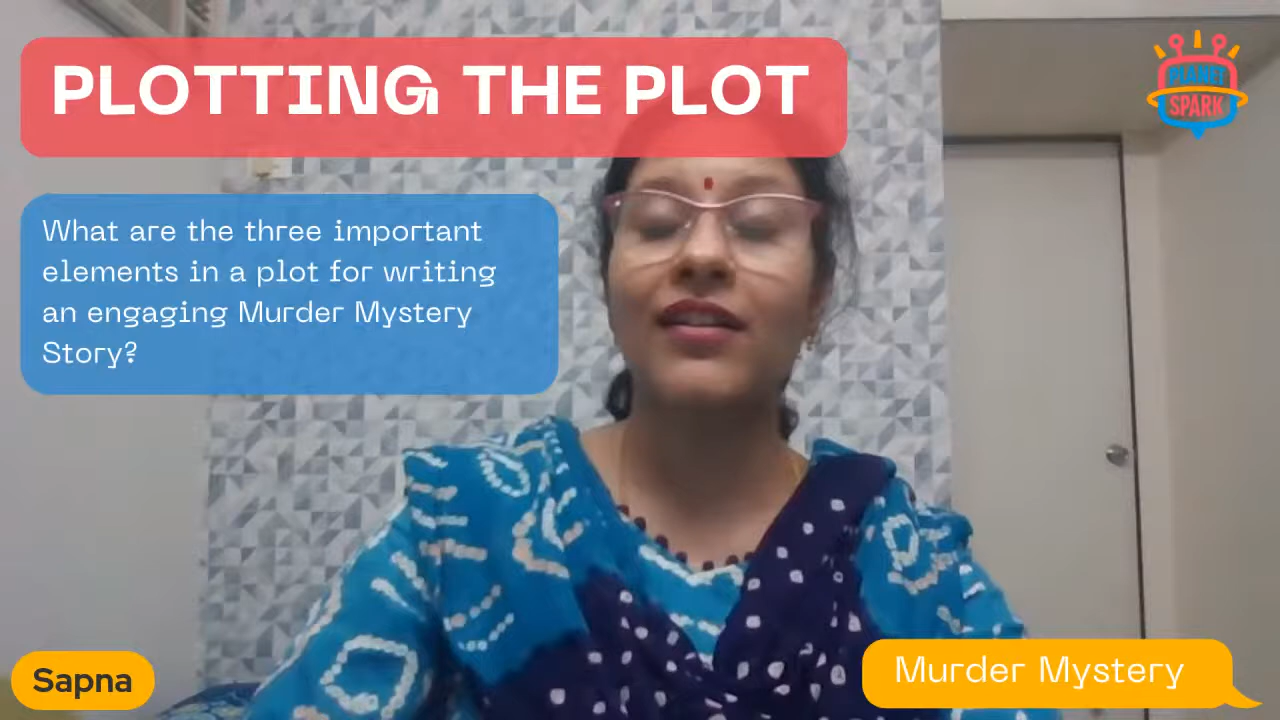 PLOTTING THE PLOT
PLANET
SPARK
What are the three important
elements in a plot for writing
an engaging Murder Mystery
Story?
Sapna
Murder Mystery